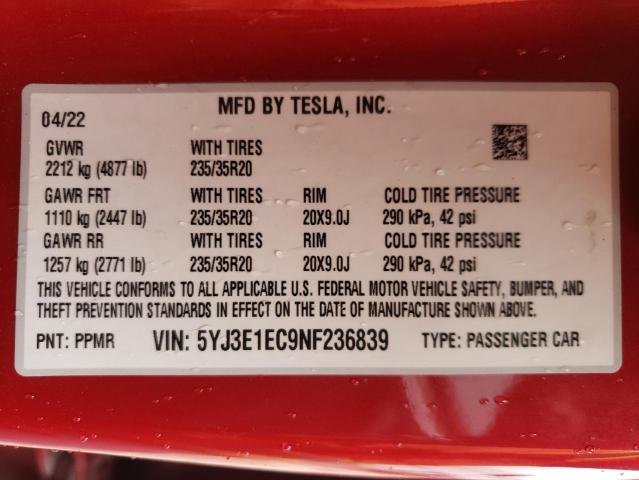 MFD BY TESLA, INC.
04/22
GVWR WITH TIRES
2212 kg (4877 lb) 235/35R20
GAWR FRT WITH TIRES RIM COLD TIRE PRESSURE
1110 kg (2447 lb) 235/35R20 20X9.0J 290 kPa, 42 psi
GAWR RR WITH TIRES RIM COLD TIRE PRESSURE
1257 kg (2771 lb) 235/35R20 20X9.0J 290 kPa, 42 psi
THIS VEHICLE CONFORMS TO ALL APPLICABLE U.S. FEDERAL MOTOR VEHICLE SAFETY, BUMPER, AND
THEFT PREVENTION STANDARDS IN EFFECT ON THE DATE OF MANUFACTURE SHOWN ABOVE.
PNT: PPMR VIN: 5YJ3E1EC9NF236839 TYPE: PASSENGER CAR